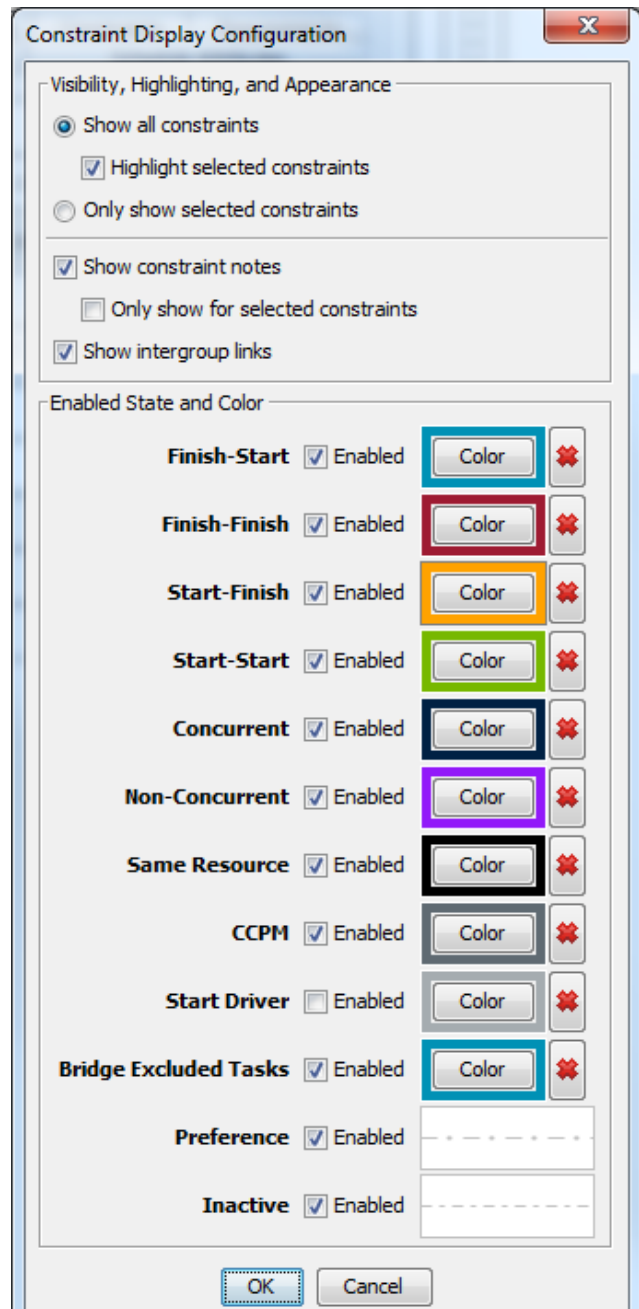 Constraint Display Configuration
Visibility, Highlighting, and Appearance
Show all constraints
Highlight selected constraints
Only show selected constraints
Show constraint notes
Only show for selected constraints
Show intergroup links
Enabled State and Color
Finish-Start Enabled Color
Finish-Finish Enabled Color
Start-Finish Enabled Color
Start-Start Enabled Color
Concurrent Enabled Color
Non-Concurrent Enabled Color
Same Resource Enabled Color
CCPM Enabled Color
Start Driver Enabled Color
Bridge Excluded Tasks Enabled Color
Preference Enabled
Inactive Enabled
OK Cancel